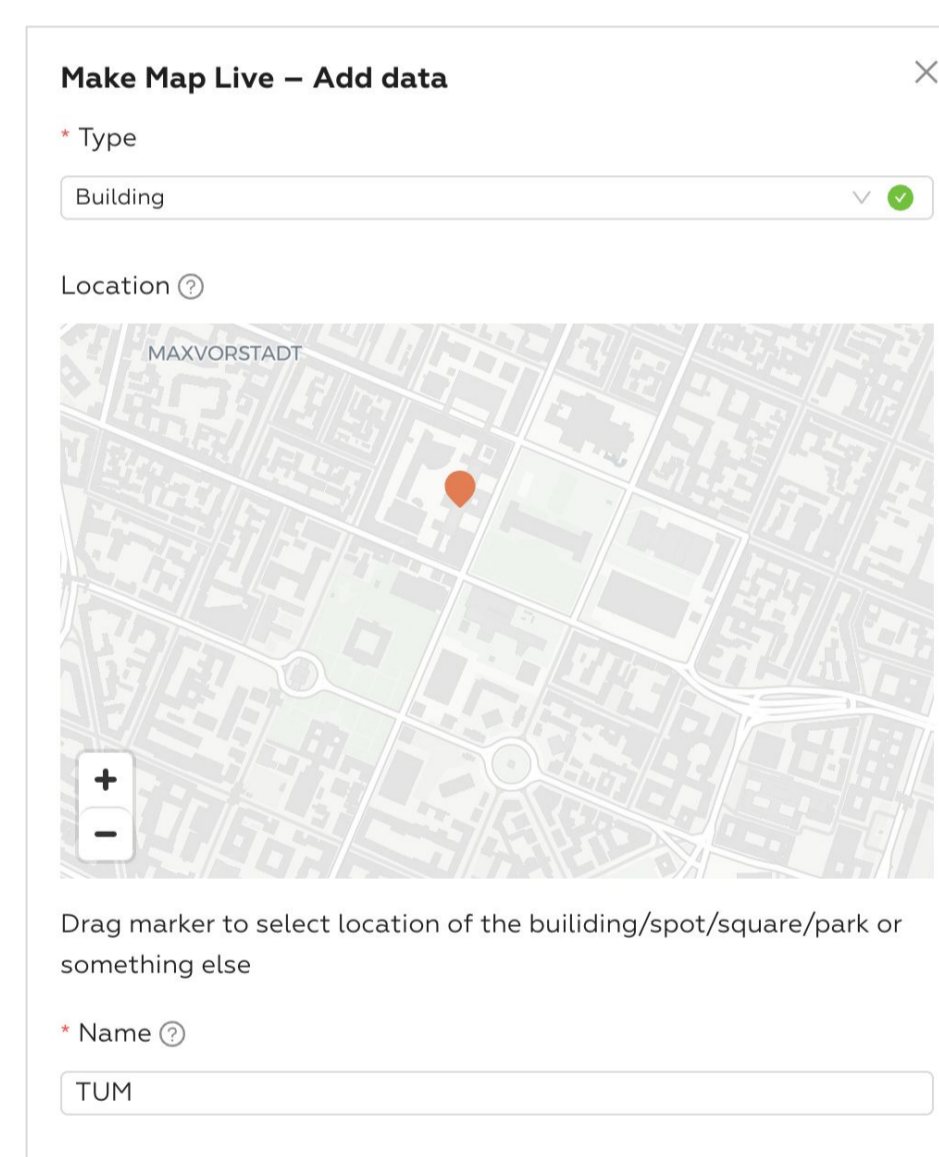 Make Map Live – Add data
* Type
Building
Location ?
MAXVORSTADT
+
−
Drag marker to select location of the builiding/spot/square/park or
something else
* Name ?
TUM